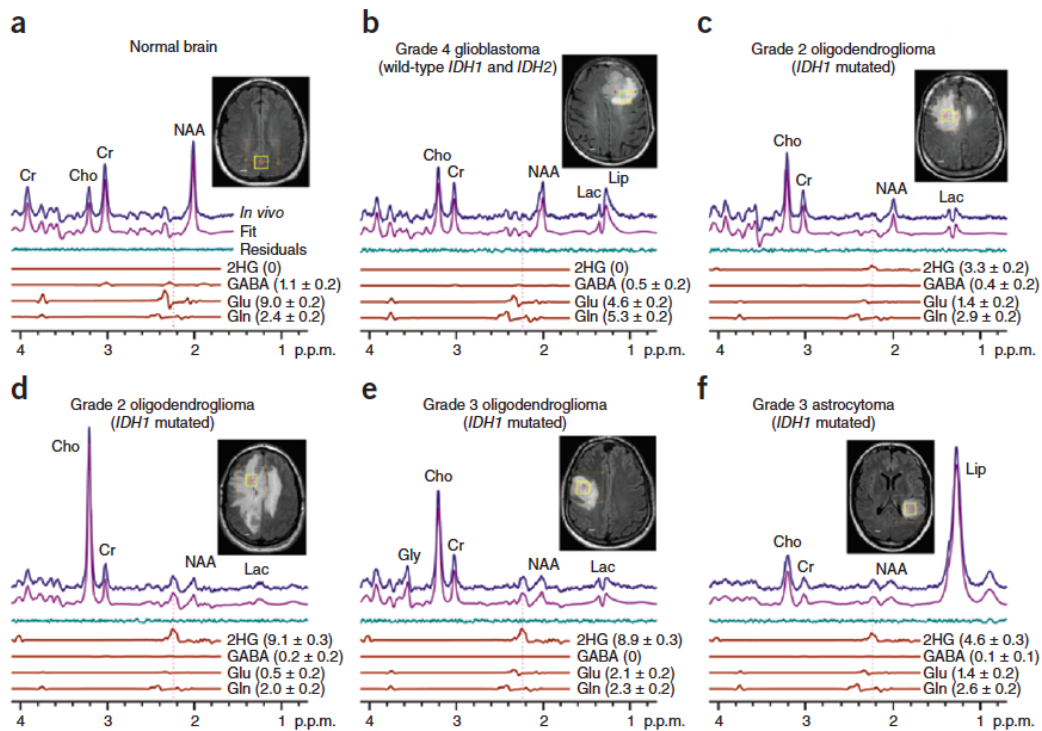 a
Normal brain
NAA
Cr
Cr
Cho
In vivo
Fit
Residuals
2HG (0)
GABA (1.1 ± 0.2)
Glu (9.0 ± 0.2)
Gln (2.4 ± 0.2)
4 3 2 1 p.p.m.
b
Grade 4 glioblastoma
(wild-type IDH1 and IDH2)
Cho
Cr
NAA
Lip
Lac
2HG (0)
GABA (0.5 ± 0.2)
Glu (4.6 ± 0.2)
Gln (5.3 ± 0.2)
4 3 2 1 p.p.m.
c
Grade 2 oligodendroglioma
(IDH1 mutated)
Cho
Cr
NAA
Lac
2HG (3.3 ± 0.2)
GABA (0.4 ± 0.2)
Glu (1.4 ± 0.2)
Gln (2.9 ± 0.2)
4 3 2 1 p.p.m.
d
Grade 2 oligodendroglioma
(IDH1 mutated)
Cho
Cr
NAA
Lac
2HG (9.1 ± 0.3)
GABA (0.2 ± 0.2)
Glu (0.5 ± 0.2)
Gln (2.0 ± 0.2)
4 3 2 1 p.p.m.
e
Grade 3 oligodendroglioma
(IDH1 mutated)
Cho
Gly
Cr
NAA
Lac
2HG (8.9 ± 0.3)
GABA (0)
Glu (2.1 ± 0.2)
Gln (2.3 ± 0.2)
4 3 2 1 p.p.m.
f
Grade 3 astrocytoma
(IDH1 mutated)
Lip
Cho
Cr
NAA
2HG (4.6 ± 0.3)
GABA (0.1 ± 0.1)
Glu (1.4 ± 0.2)
Gln (2.6 ± 0.2)
4 3 2 1 p.p.m.